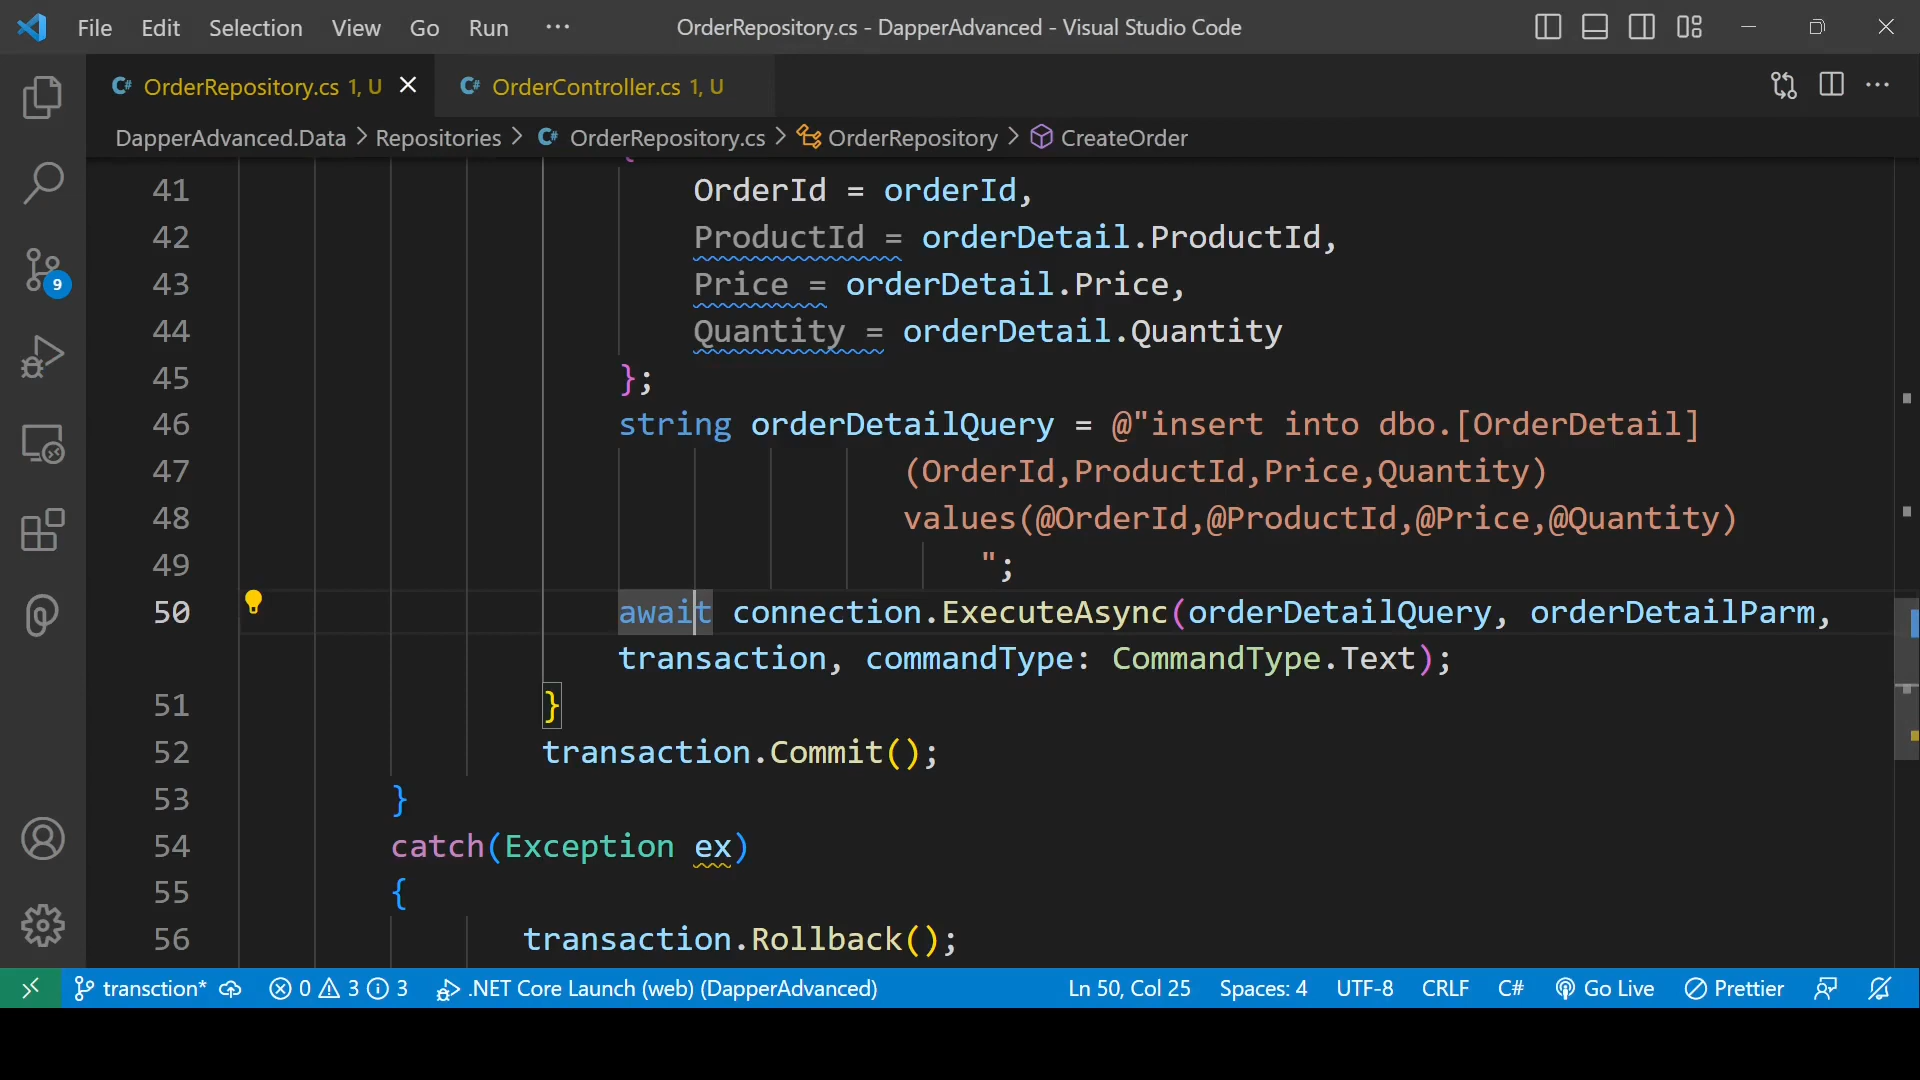 File Edit Selection View Go Run ··· OrderRepository.cs - DapperAdvanced - Visual Studio Code
OrderRepository.cs 1, U OrderController.cs 1, U
DapperAdvanced.Data > Repositories > OrderRepository.cs > OrderRepository > CreateOrder
41 OrderId = orderId,
42 ProductId = orderDetail.ProductId,
43 Price = orderDetail.Price,
44 Quantity = orderDetail.Quantity
45 };
46 string orderDetailQuery = @"insert into dbo.[OrderDetail]
47 (OrderId,ProductId,Price,Quantity)
48 values(@OrderId,@ProductId,@Price,@Quantity)
49 ";
50 await connection.ExecuteAsync(orderDetailQuery, orderDetailParm,
transaction, commandType: CommandType.Text);
51 }
52 transaction.Commit();
53 }
54 catch(Exception ex)
55 {
56 transaction.Rollback();
9
transction* 0 3 3 .NET Core Launch (web) (DapperAdvanced) Ln 50, Col 25 Spaces: 4 UTF-8 CRLF C# Go Live Prettier